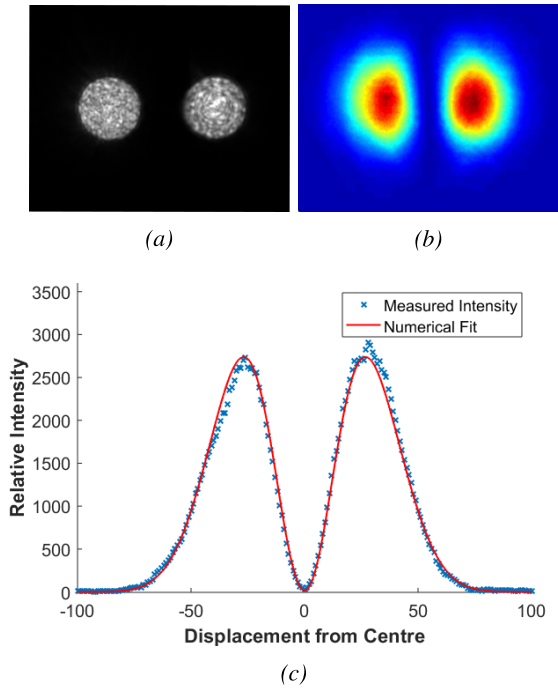 (a)
(b)
3500
3000
2500
2000
1500
1000
500
0
Relative Intensity
Measured Intensity
Numerical Fit
-100
-50
0
50
100
Displacement from Centre
(c)